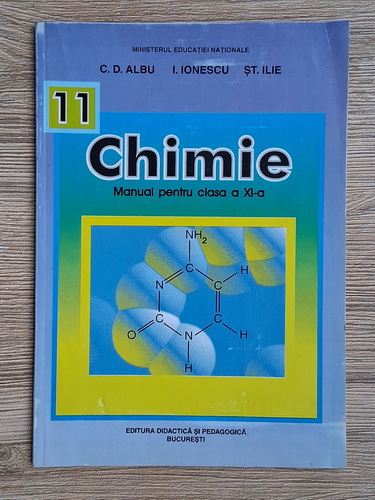 MINISTERUL EDUCAȚIEI NAȚIONALE
C. D. ALBU I. IONESCU ȘT. ILIE
11
Chimie
Manual pentru clasa a XI-a
NH2
C H
N C
C C
O N H
H
EDITURA DIDACTICĂ ȘI PEDAGOGICĂ
BUCUREȘTI